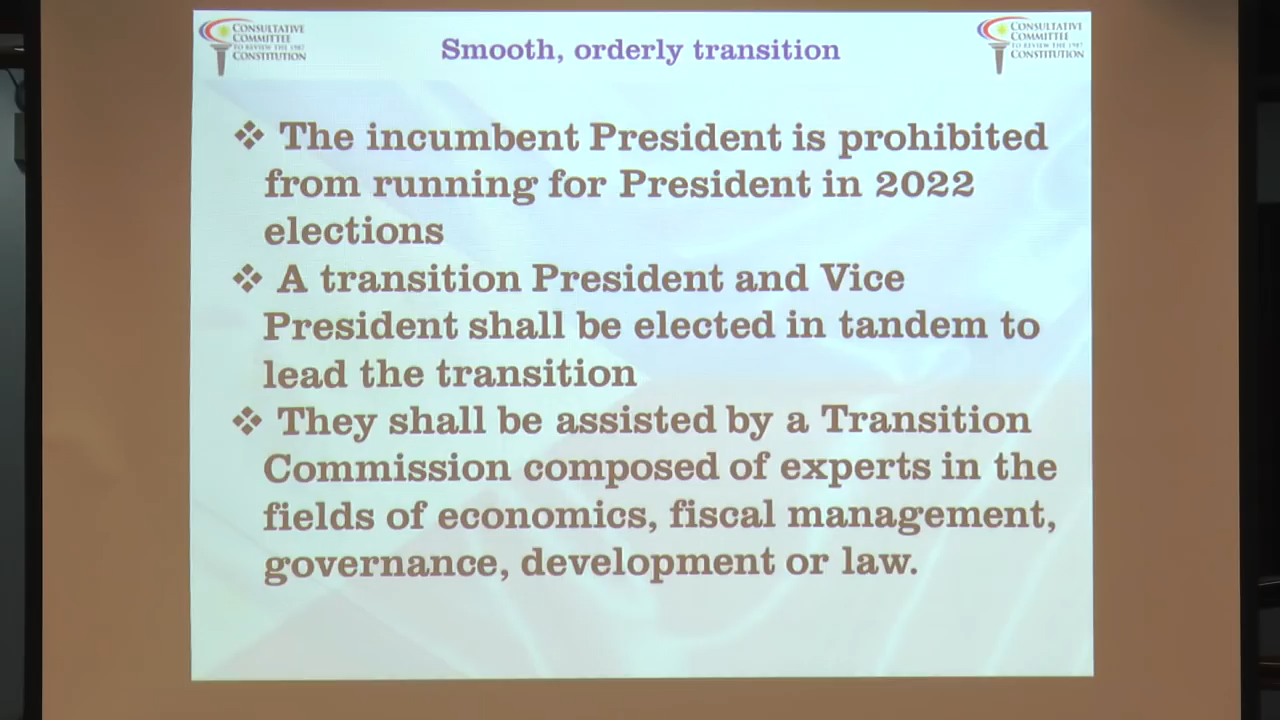 CONSULTATIVE
COMMITTEE
TO REVIEW THE 1987
CONSTITUTION
Smooth, orderly transition
CONSULTATIVE
COMMITTEE
TO REVIEW THE 1987
CONSTITUTION
❖ The incumbent President is prohibited
from running for President in 2022
elections
❖ A transition President and Vice
President shall be elected in tandem to
lead the transition
❖ They shall be assisted by a Transition
Commission composed of experts in the
fields of economics, fiscal management,
governance, development or law.